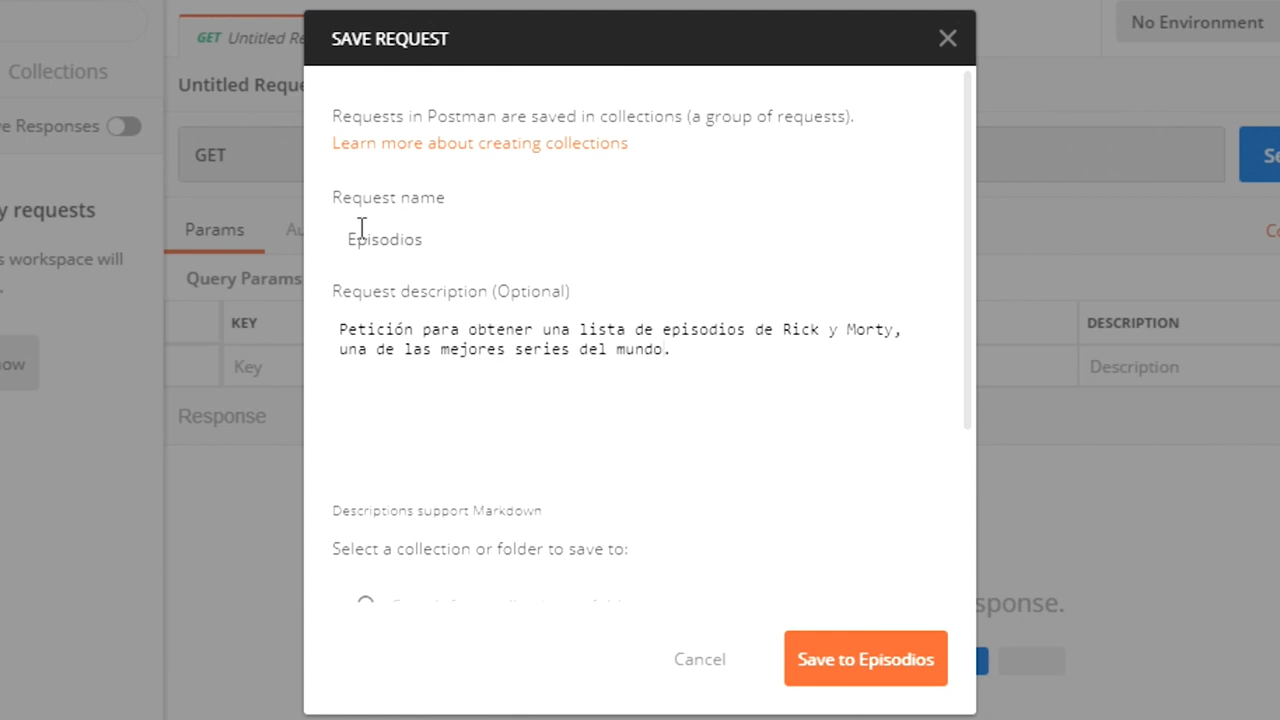 SAVE REQUEST
No Environment
GET Untitled Re
Collections
Untitled Reque
Requests in Postman are saved in collections (a group of requests).
Learn more about creating collections
e Responses
GET
Se
Request name
y requests
Params
Au
Episodios
Co
s workspace will
Query Params
Request description (Optional)
KEY
DESCRIPTION
Petición para obtener una lista de episodios de Rick y Morty,
una de las mejores series del mundo.
ow
Key
Description
Response
Descriptions support Markdown
Select a collection or folder to save to:
sponse.
Cancel
Save to Episodios